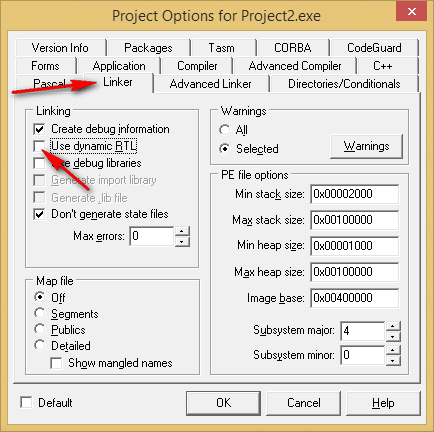 Project Options for Project2.exe
Version Info Packages Tasm CORBA CodeGuard
Forms Application Compiler Advanced Compiler C++
Pascal Linker Advanced Linker Directories/Conditionals
Linking
Create debug information
Use dynamic RTL
Use debug libraries
Generate import library
Generate .lib file
Don't generate state files
Max errors: 0
Map file
Off
Segments
Publics
Detailed
Show mangled names
Warnings
All
Selected
Warnings
PE file options
Min stack size: 0x00002000
Max stack size: 0x00100000
Min heap size: 0x00001000
Max heap size: 0x00100000
Image base: 0x00400000
Subsystem major: 4
Subsystem minor: 0
Default OK Cancel Help